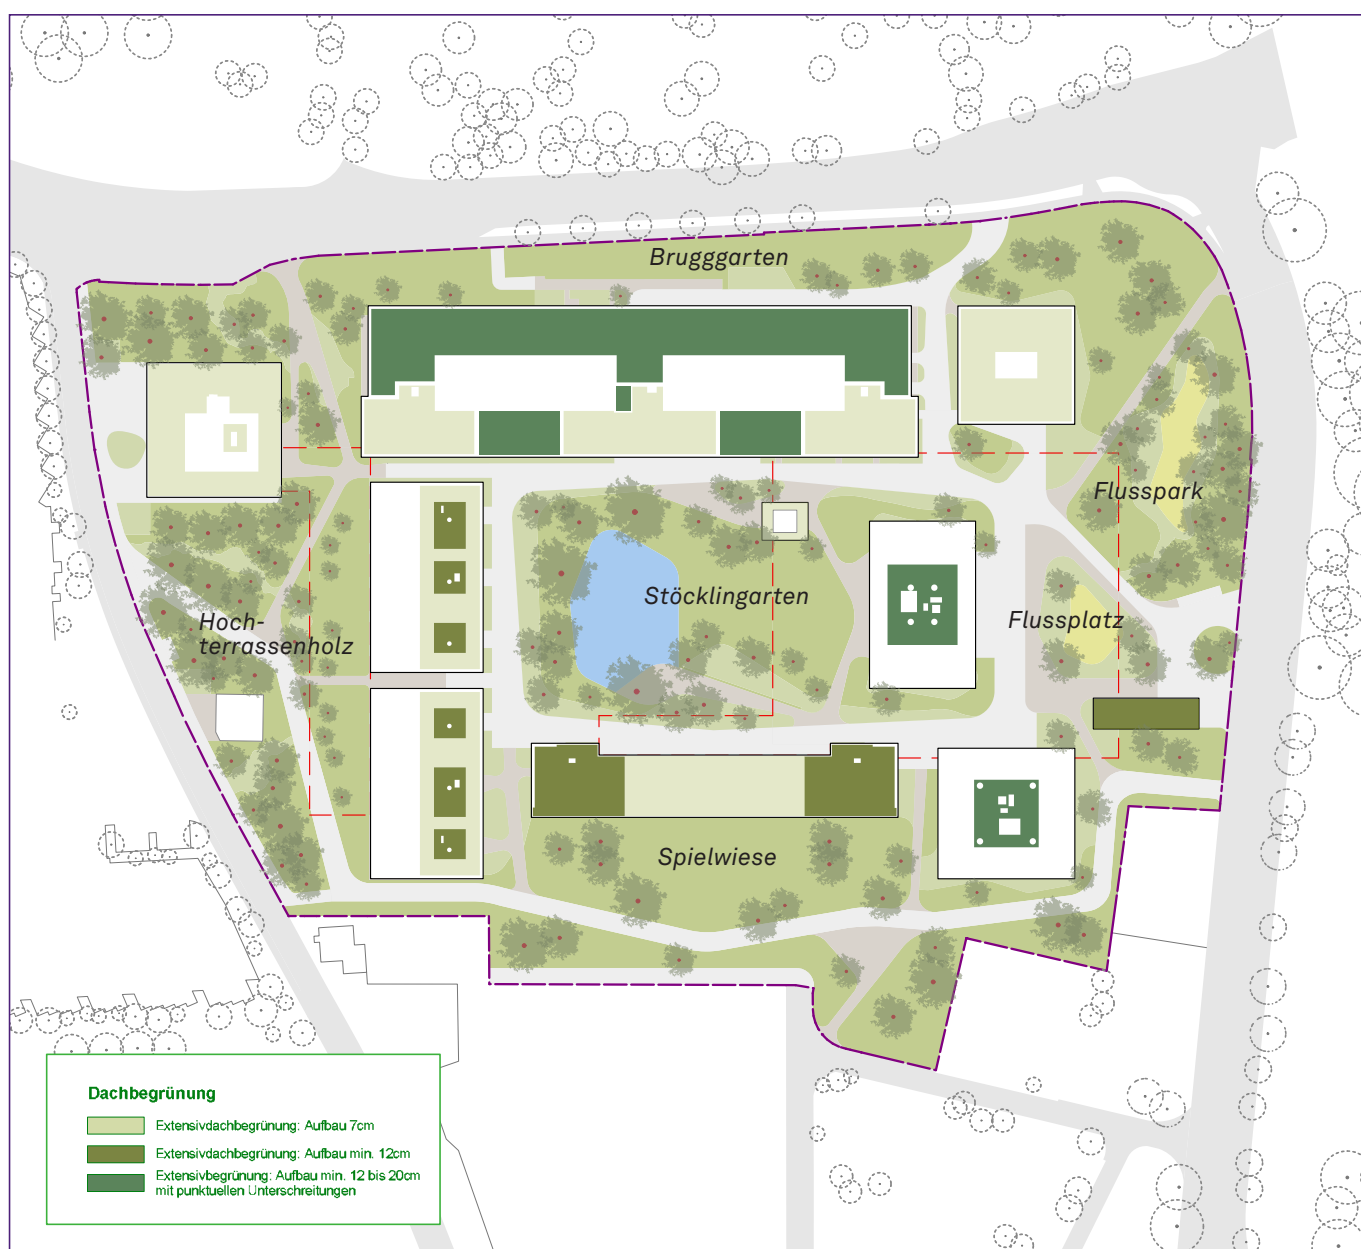 Brugggarten
Flusspark
Stöcklingarten
Flussplatz
Hoch-
terrassenholz
Spielwiese
Dachbegrünung
Extensivdachbegrünung: Aufbau 7cm
Extensivdachbegrünung: Aufbau min. 12cm
Extensivbegrünung: Aufbau min. 12 bis 20cm
mit punktuellen Unterschreitungen